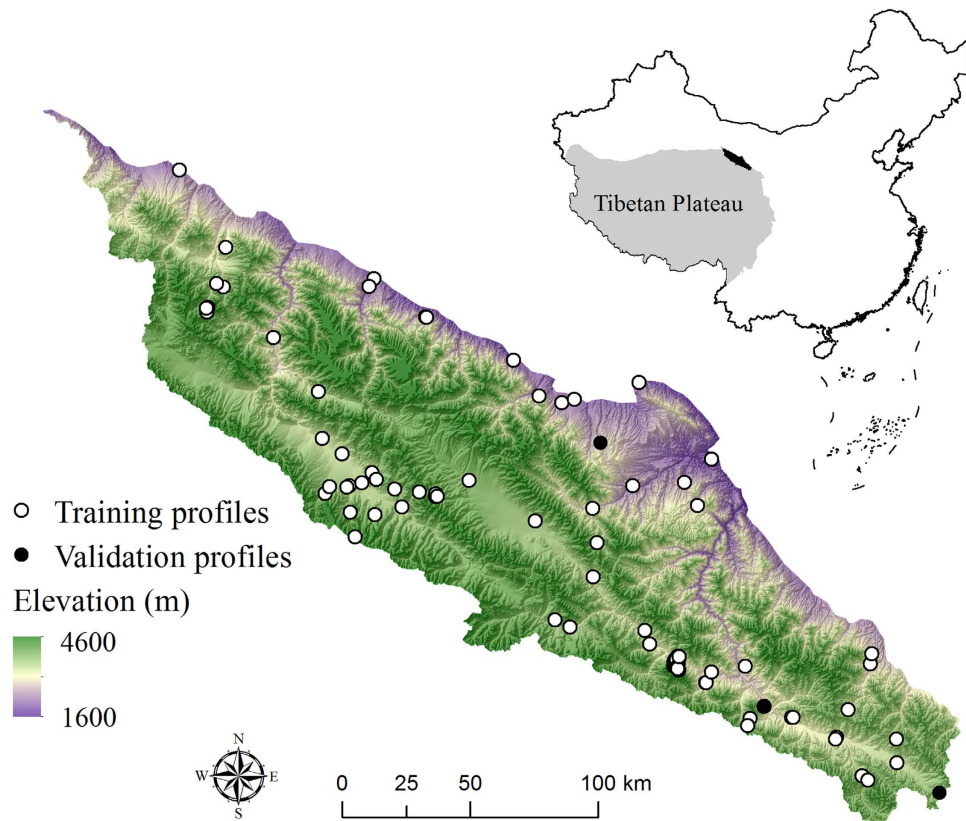 Tibetan Plateau
Training profiles
Validation profiles
Elevation (m)
4600
1600
N
W E
S
0 25 50 100 km